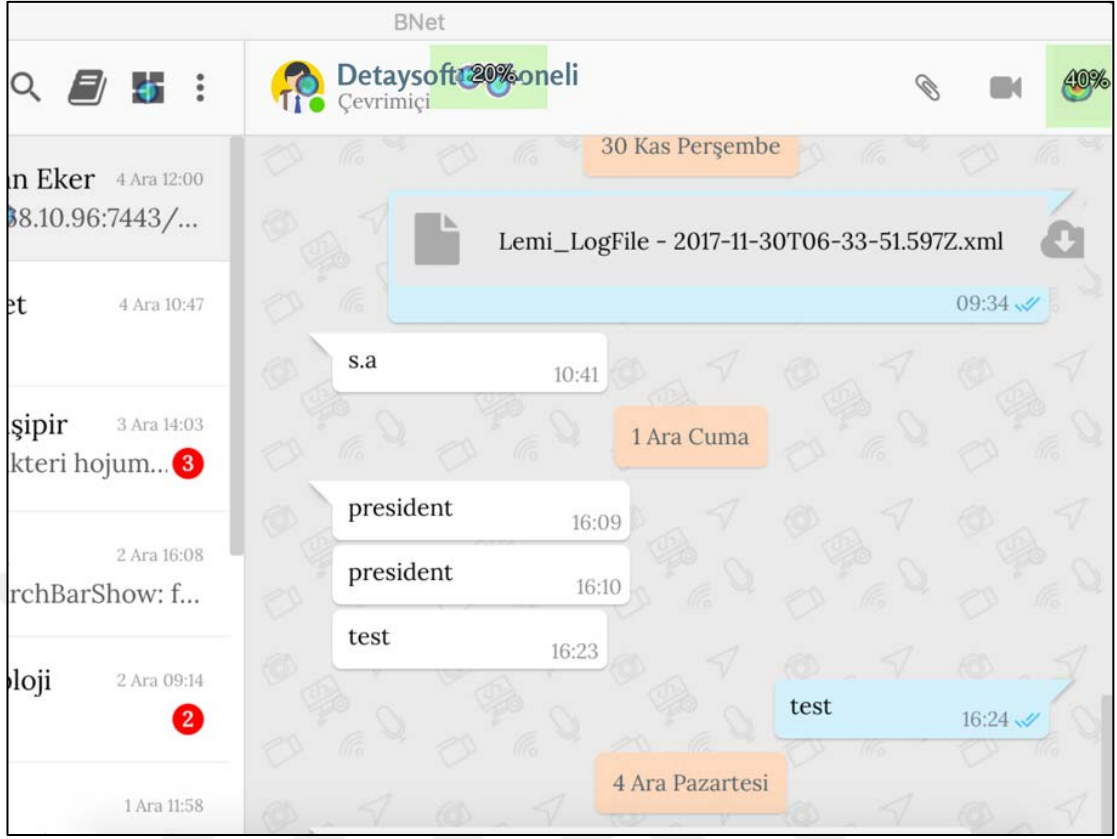 BNet
Detaysoft 20% oneli
Çevrimiçi
40%
n Eker 4 Ara 12:00
8.10.96:7443/...
et 4 Ara 10:47
şipir 3 Ara 14:03
kteri hojum... 3
2 Ara 16:08
rchBarShow: f...
loji 2 Ara 09:14
2
1 Ara 11:58
30 Kas Perşembe
Lemi_LogFile - 2017-11-30T06-33-51.597Z.xml
09:34
s.a 10:41
1 Ara Cuma
president 16:09
president 16:10
test 16:23
test 16:24
4 Ara Pazartesi